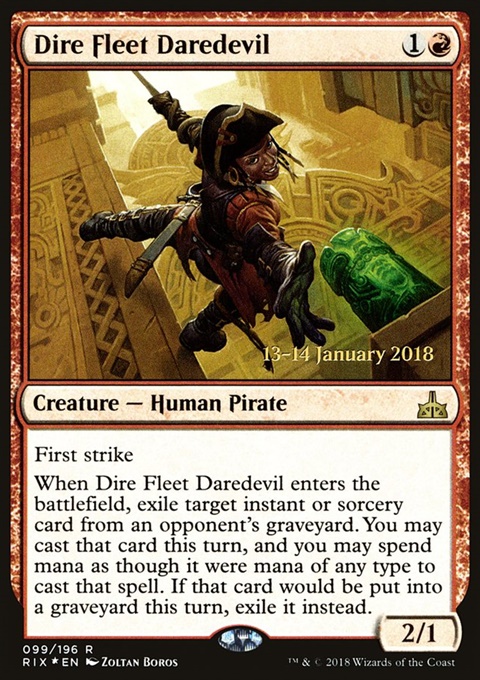 Dire Fleet Daredevil 1
13–14 January 2018
Creature — Human Pirate
First strike
When Dire Fleet Daredevil enters the
battlefield, exile target instant or sorcery
card from an opponent's graveyard. You may
cast that card this turn, and you may spend
mana as though it were mana of any type to
cast that spell. If that card would be put into
a graveyard this turn, exile it instead.
2/1
099/196 R
RIX★EN Zoltan Boros
™ & © 2018 Wizards of the Coast